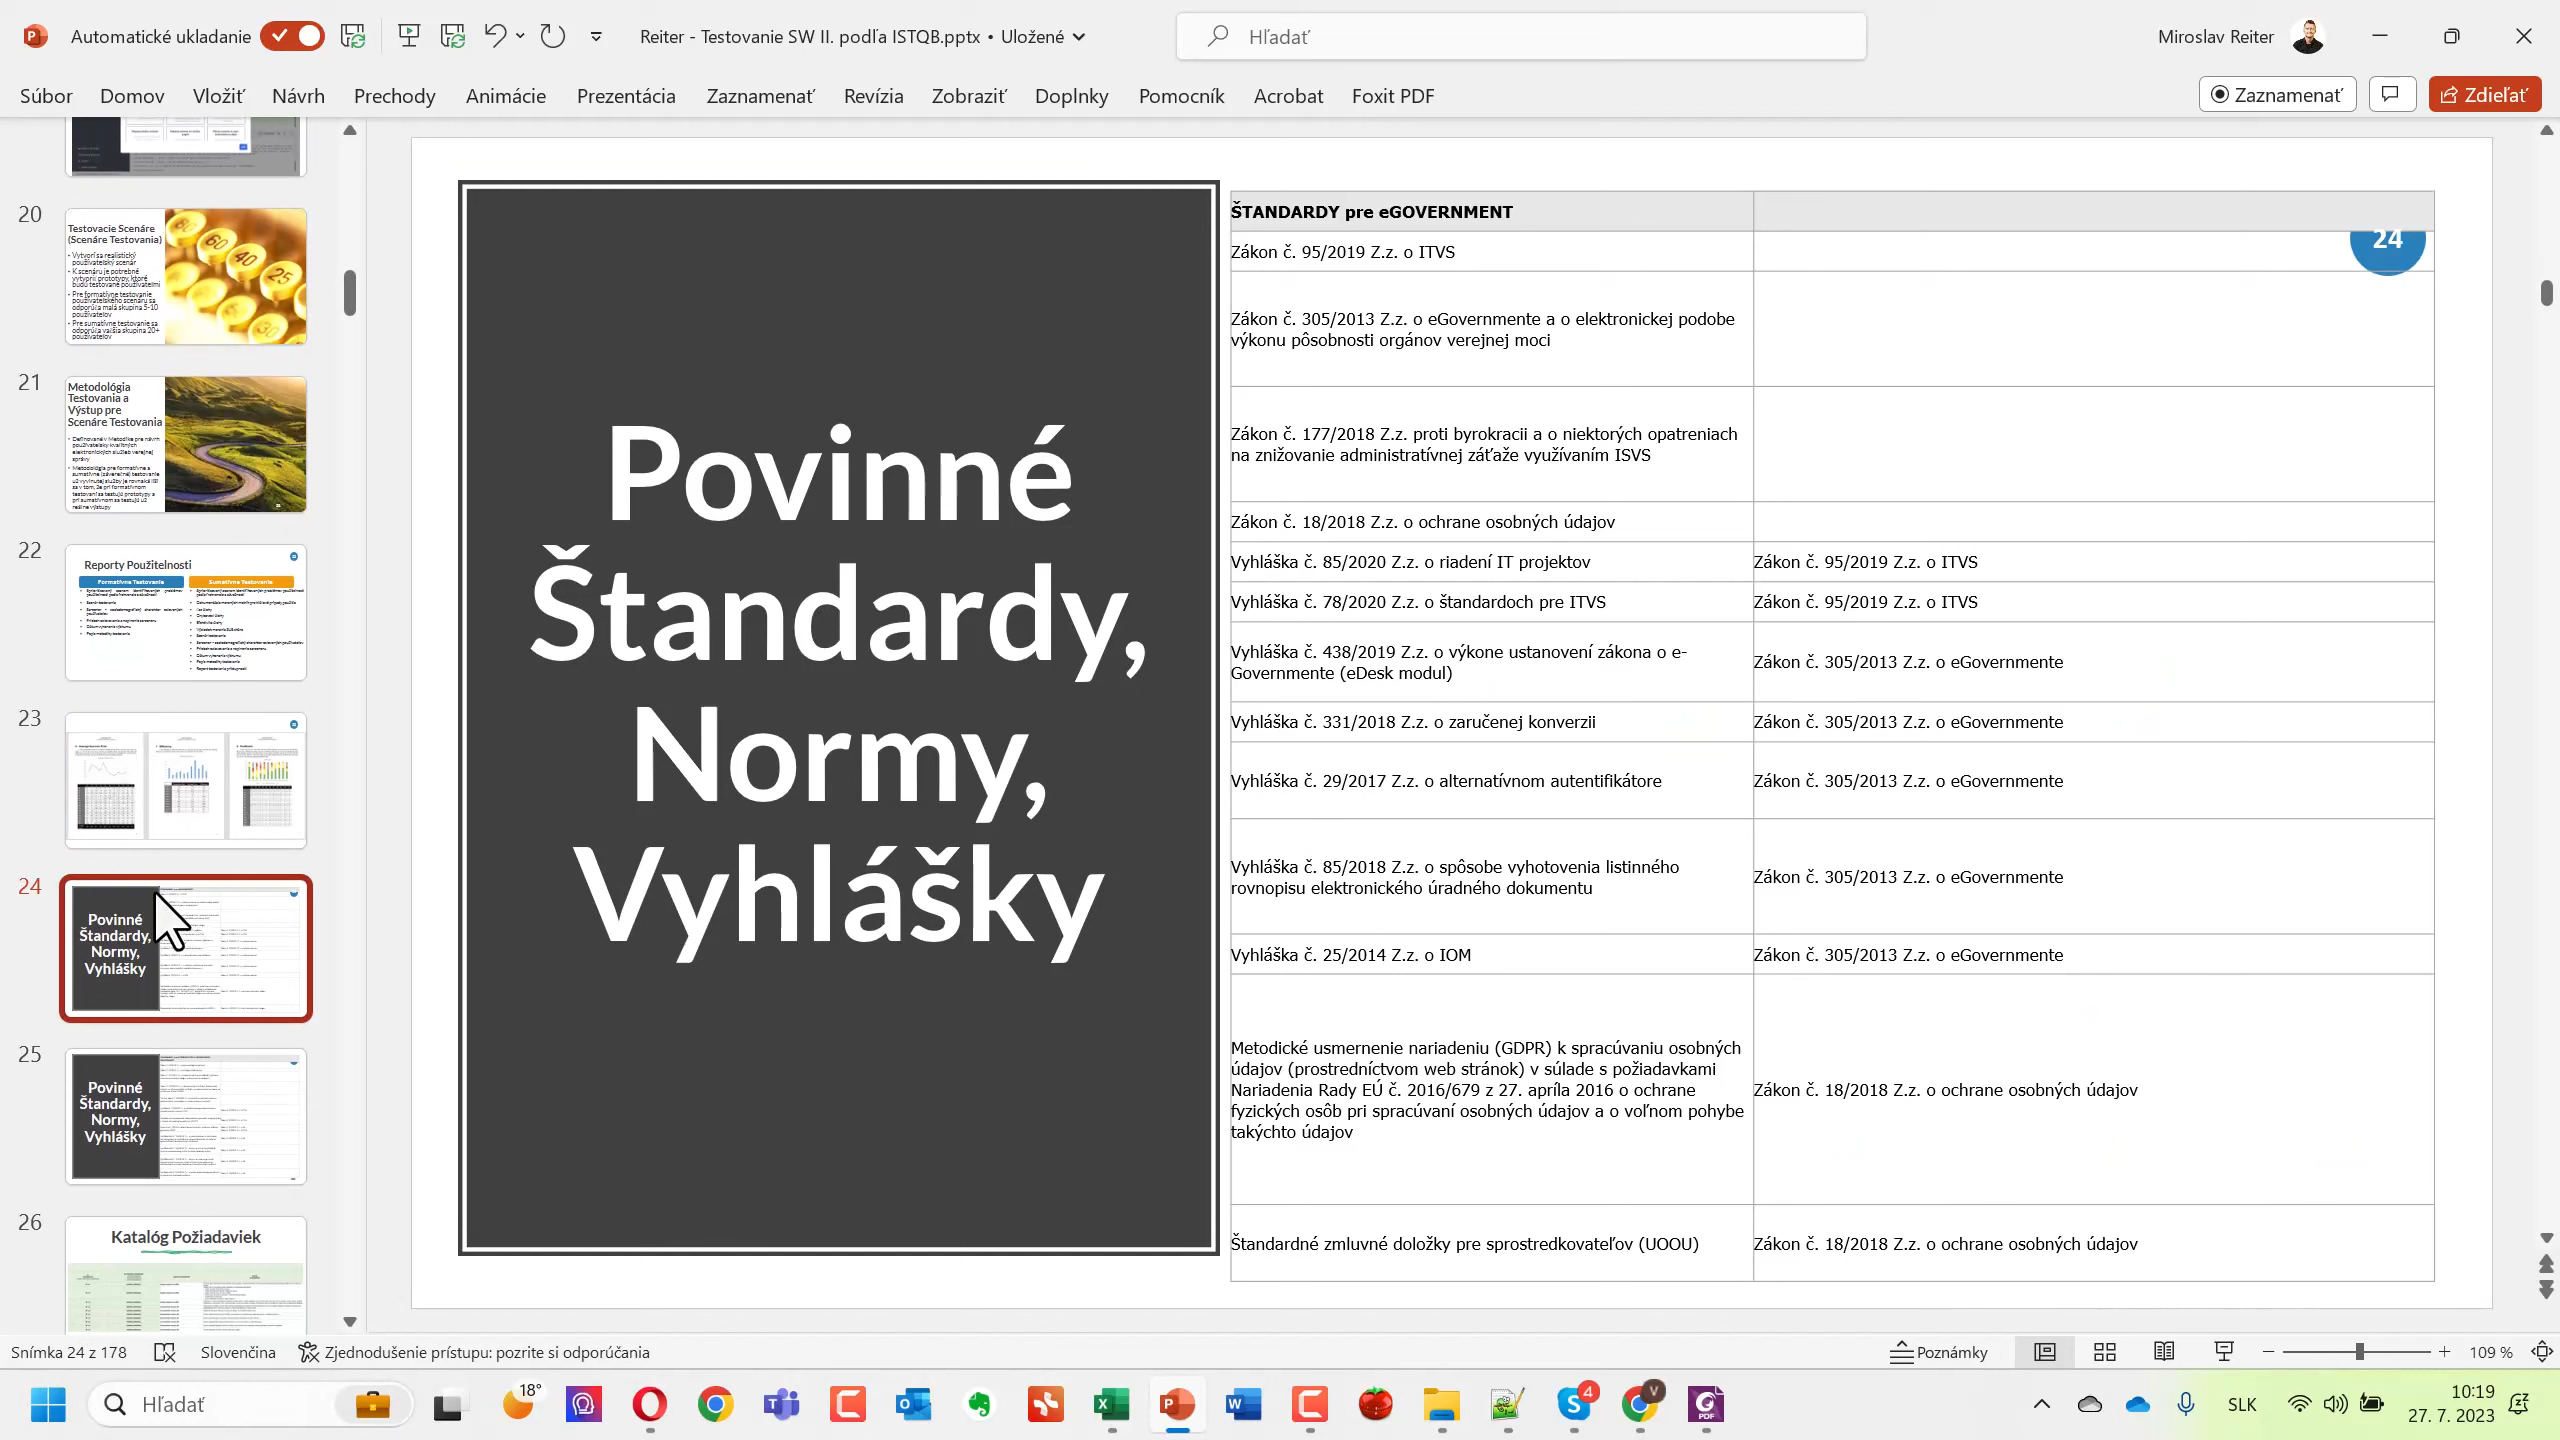 Automatické ukladanie
Reiter - Testovanie SW II. podľa ISTQB.pptx • Uložené
Hľadať
Miroslav Reiter
Súbor Domov Vložiť Návrh Prechody Animácie Prezentácia Zaznamenať Revízia Zobraziť Doplnky Pomocník Acrobat Foxit PDF
Zaznamenať
Zdieľať
20
Testovacie Scenáre
(Scenáre Testovania)
21
Metodológia
Testovania a
Výstup pre
Scenáre Testovania
22
Reporty Použitelnosti
Formatívne Testovanie
Sumatívne Testovanie
23
24
Povinné
Štandardy,
Normy,
Vyhlášky
25
Povinné
Štandardy,
Normy,
Vyhlášky
26
Katalóg Požiadaviek
Povinné
Štandardy,
Normy,
Vyhlášky
24
ŠTANDARDY pre eGOVERNMENT
Zákon č. 95/2019 Z.z. o ITVS
Zákon č. 305/2013 Z.z. o eGovernmente a o elektronickej podobe
výkonu pôsobnosti orgánov verejnej moci
Zákon č. 177/2018 Z.z. proti byrokracii a o niektorých opatreniach
na znižovanie administratívnej záťaže využívaním ISVS
Zákon č. 18/2018 Z.z. o ochrane osobných údajov
Vyhláška č. 85/2020 Z.z. o riadení IT projektov
Zákon č. 95/2019 Z.z. o ITVS
Vyhláška č. 78/2020 Z.z. o štandardoch pre ITVS
Zákon č. 95/2019 Z.z. o ITVS
Vyhláška č. 438/2019 Z.z. o výkone ustanovení zákona o e-
Governmente (eDesk modul)
Zákon č. 305/2013 Z.z. o eGovernmente
Vyhláška č. 331/2018 Z.z. o zaručenej konverzii
Zákon č. 305/2013 Z.z. o eGovernmente
Vyhláška č. 29/2017 Z.z. o alternatívnom autentifikátore
Zákon č. 305/2013 Z.z. o eGovernmente
Vyhláška č. 85/2018 Z.z. o spôsobe vyhotovenia listinného
rovnopisu elektronického úradného dokumentu
Zákon č. 305/2013 Z.z. o eGovernmente
Vyhláška č. 25/2014 Z.z. o IOM
Zákon č. 305/2013 Z.z. o eGovernmente
Metodické usmernenie nariadeniu (GDPR) k spracúvaniu osobných
údajov (prostredníctvom web stránok) v súlade s požiadavkami
Nariadenia Rady EÚ č. 2016/679 z 27. apríla 2016 o ochrane
fyzických osôb pri spracúvaní osobných údajov a o voľnom pohybe
takýchto údajov
Zákon č. 18/2018 Z.z. o ochrane osobných údajov
Štandardné zmluvné doložky pre sprostredkovateľov (UOOU)
Zákon č. 18/2018 Z.z. o ochrane osobných údajov
Snímka 24 z 178
Slovenčina
Zjednodušenie prístupu: pozrite si odporúčania
Poznámky
109 %
Hľadať
18°
4
V
SLK
10:19
27. 7. 2023